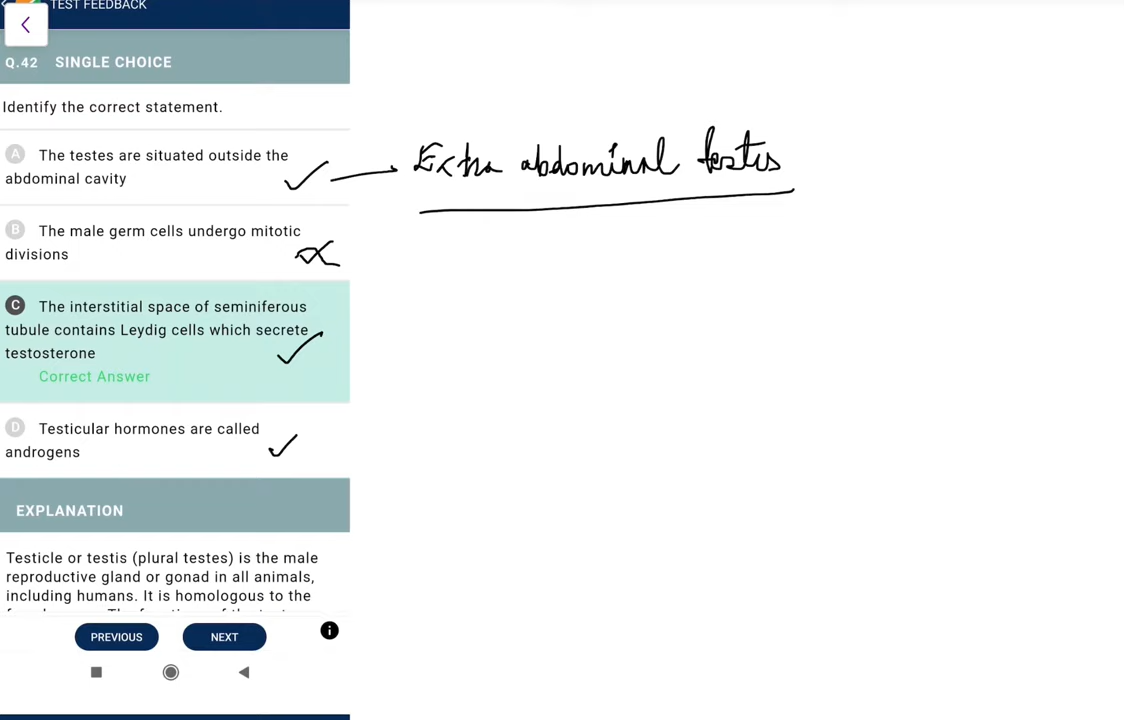 TEST FEEDBACK
Q.42 SINGLE CHOICE
Identify the correct statement.
A The testes are situated outside the
abdominal cavity
Extra abdominal testis
B The male germ cells undergo mitotic
divisions
C The interstitial space of seminiferous
tubule contains Leydig cells which secrete
testosterone
Correct Answer
D Testicular hormones are called
androgens
EXPLANATION
Testicle or testis (plural testes) is the male
reproductive gland or gonad in all animals,
including humans. It is homologous to the
PREVIOUS NEXT